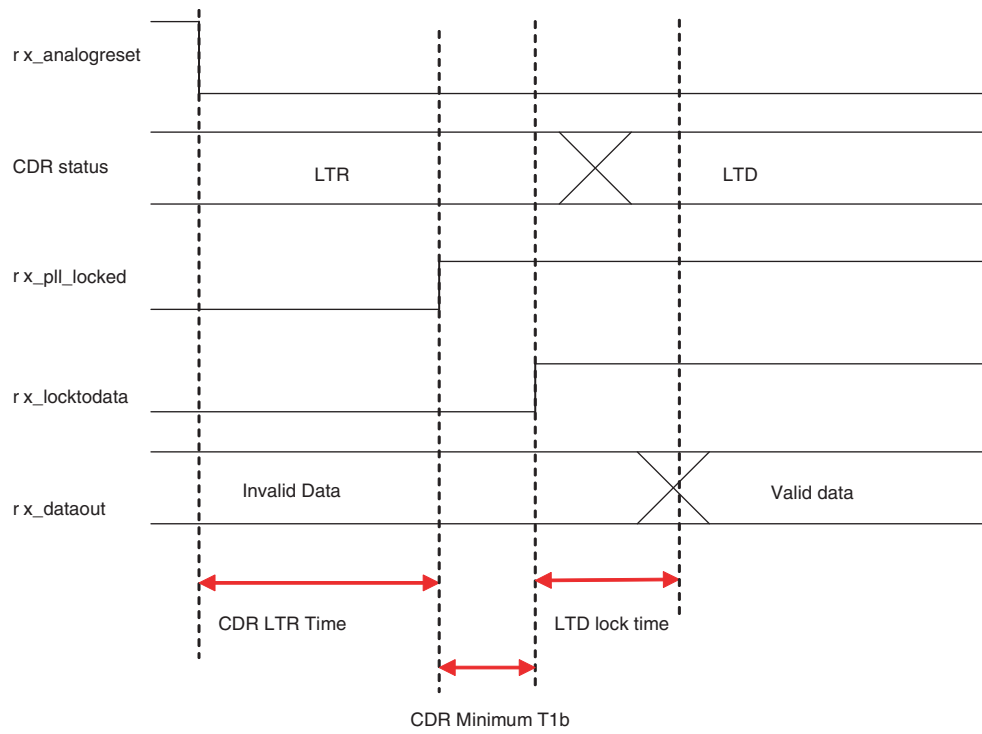 r x_analogreset
CDR status
LTR
LTD
r x_pll_locked
r x_locktodata
r x_dataout
Invalid Data
Valid data
CDR LTR Time
LTD lock time
CDR Minimum T1b